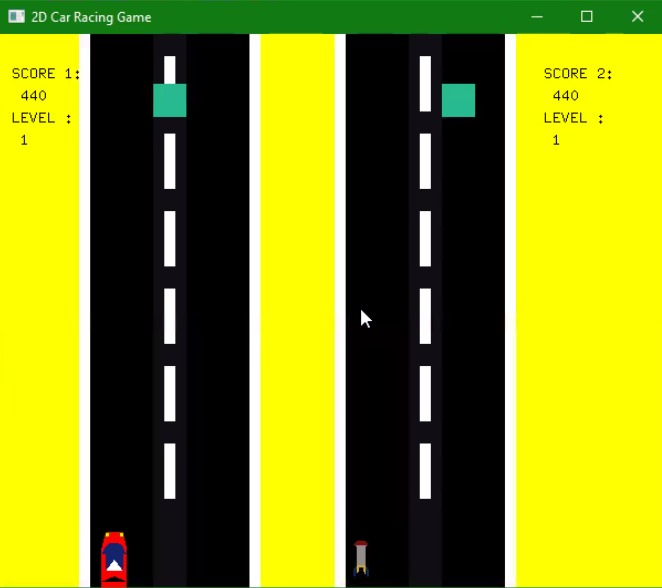 2D Car Racing Game
SCORE 1:
440
LEVEL :
1
SCORE 2:
440
LEVEL :
1